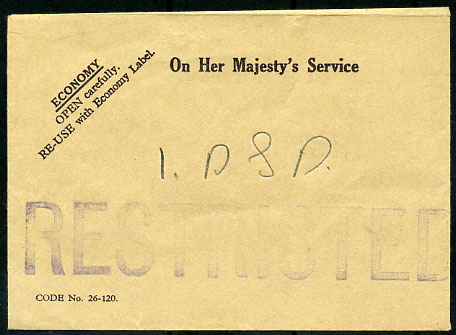 ECONOMY
OPEN carefully.
RE-USE with Economy Label.
On Her Majesty's Service
I. D & D.
RESTRICTED
CODE No. 26-120.